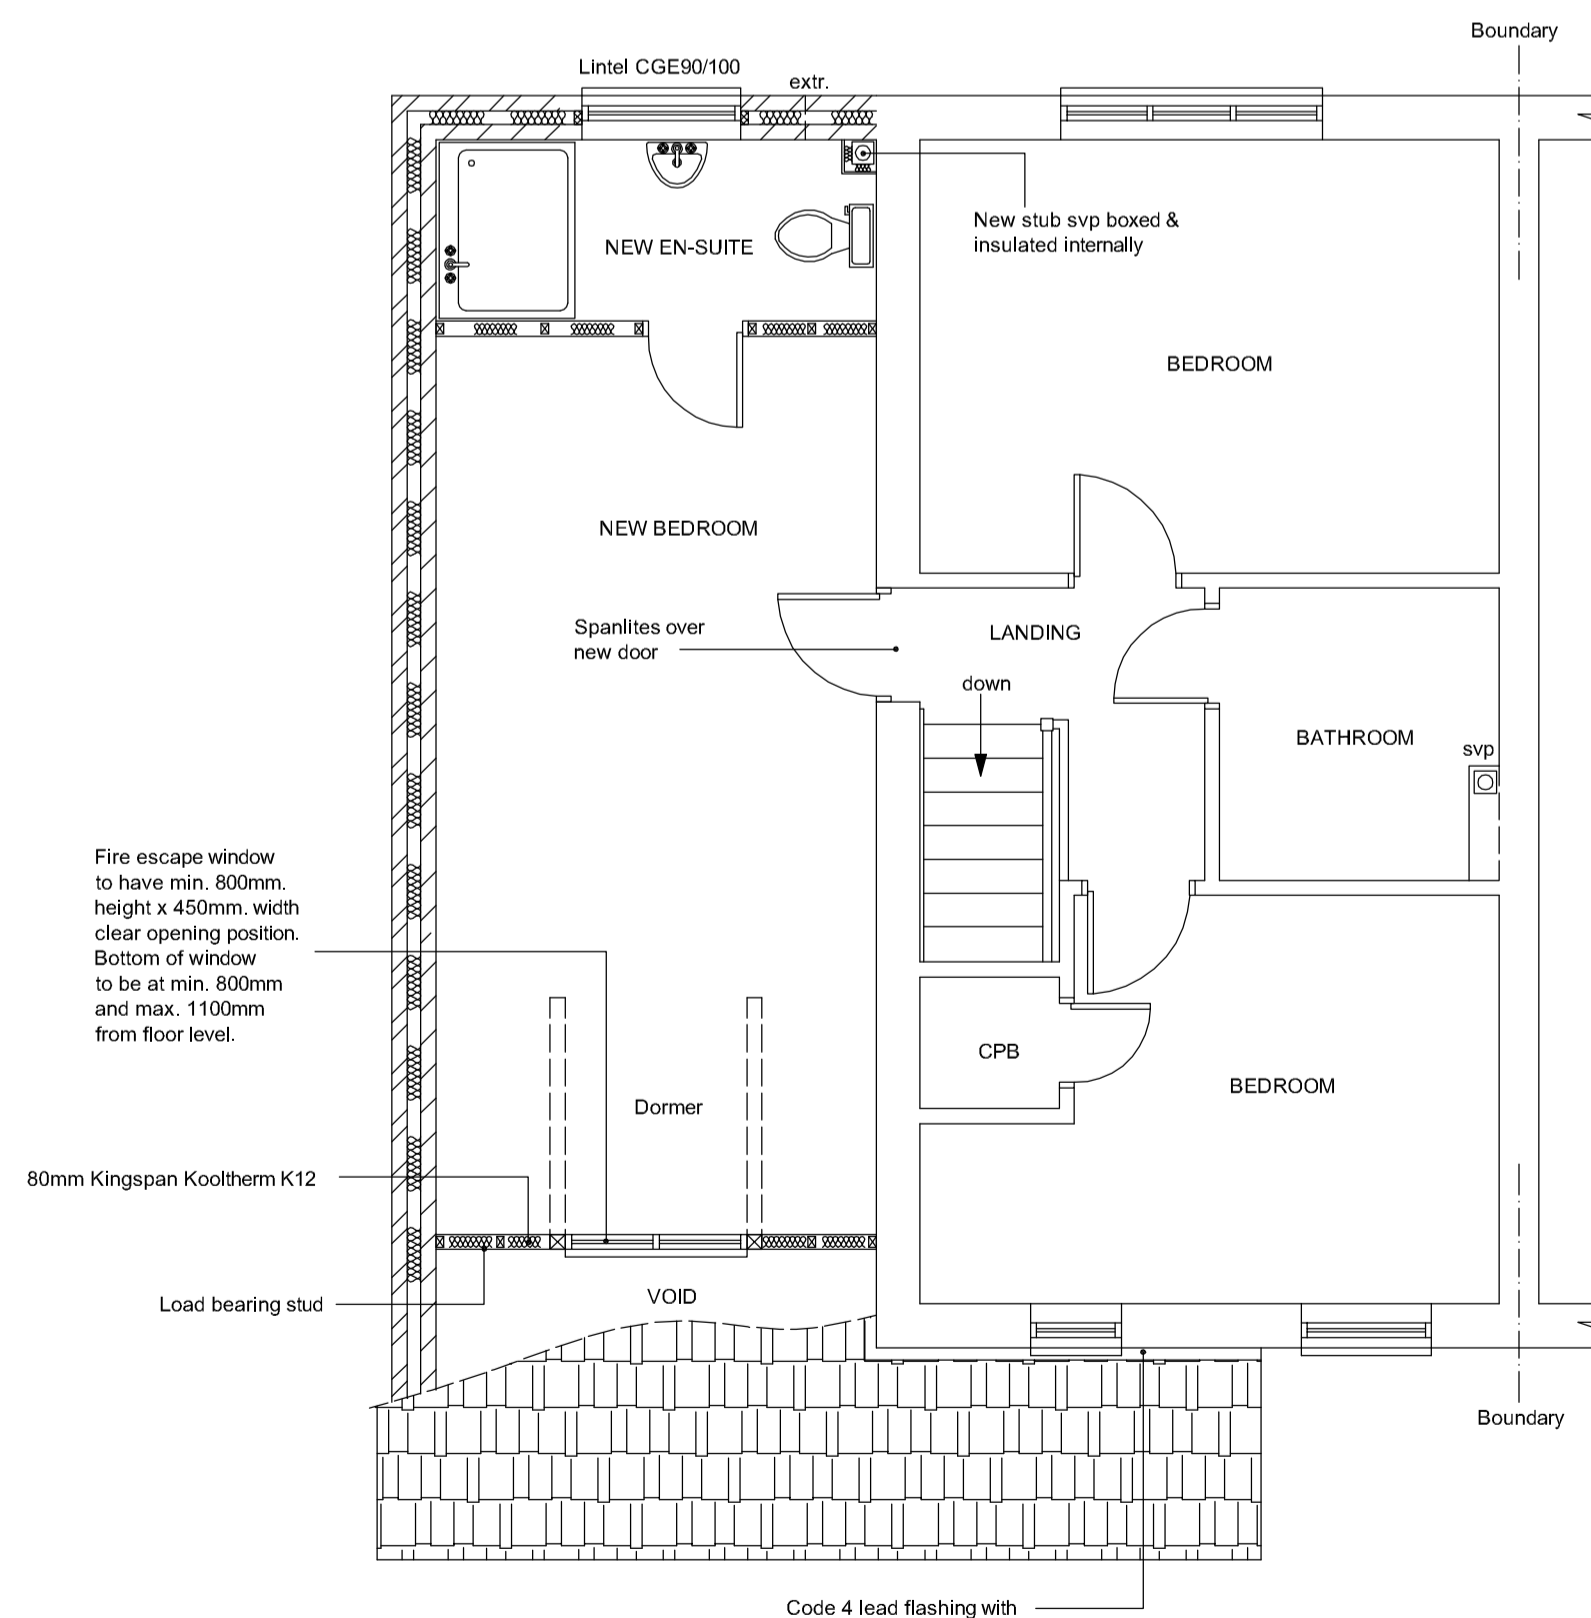 Boundary
Lintel CGE90/100
extr.
New stub svp boxed &
insulated internally
NEW EN-SUITE
BEDROOM
NEW BEDROOM
Spanlites over
new door
LANDING
down
BATHROOM
svp
Fire escape window
to have min. 800mm.
height x 450mm. width
clear opening position.
Bottom of window
to be at min. 800mm
and max. 1100mm
from floor level.
CPB
BEDROOM
Dormer
80mm Kingspan Kooltherm K12
Load bearing stud
VOID
Boundary
Code 4 lead flashing with